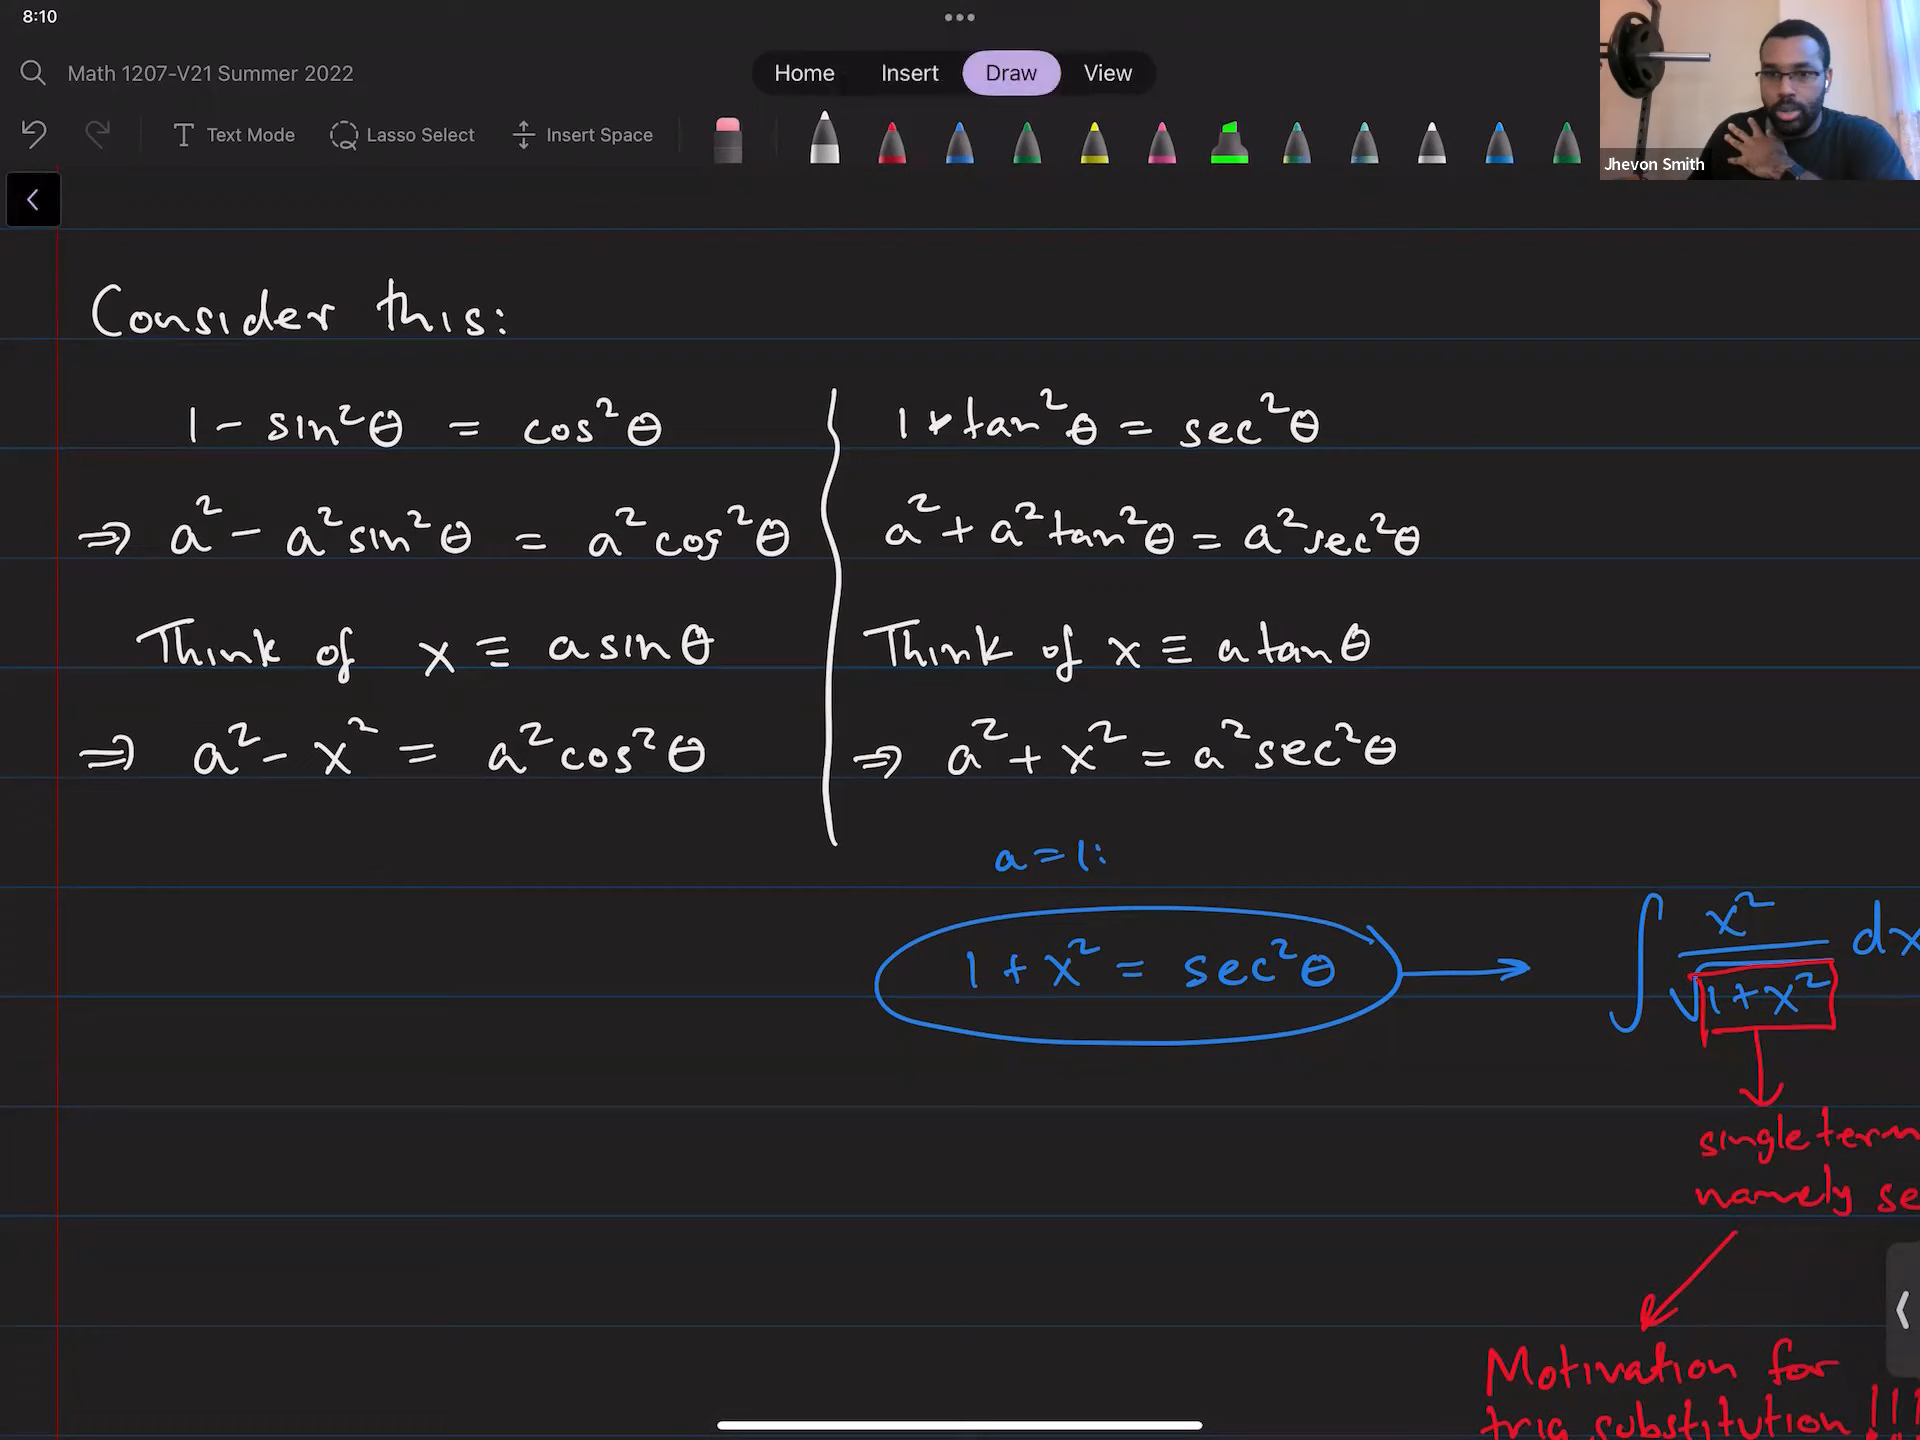 8:10
Math 1207-V21 Summer 2022
Home Insert Draw View
Text Mode Lasso Select Insert Space
Jhevon Smith
Consider this:
1 - sin²θ = cos²θ
⇒ a² - a²sin²θ = a²cos²θ
Think of x ≡ a sinθ
⇒ a² - x² = a²cos²θ
1 + tan²θ = sec²θ
a² + a²tan²θ = a²sec²θ
Think of x ≡ a tanθ
⇒ a² + x² = a²sec²θ
a = 1:
1 + x² = sec²θ → ∫ x²/√(1+x²) dx
single term
namely se
Motivation for
trig substitution!!!